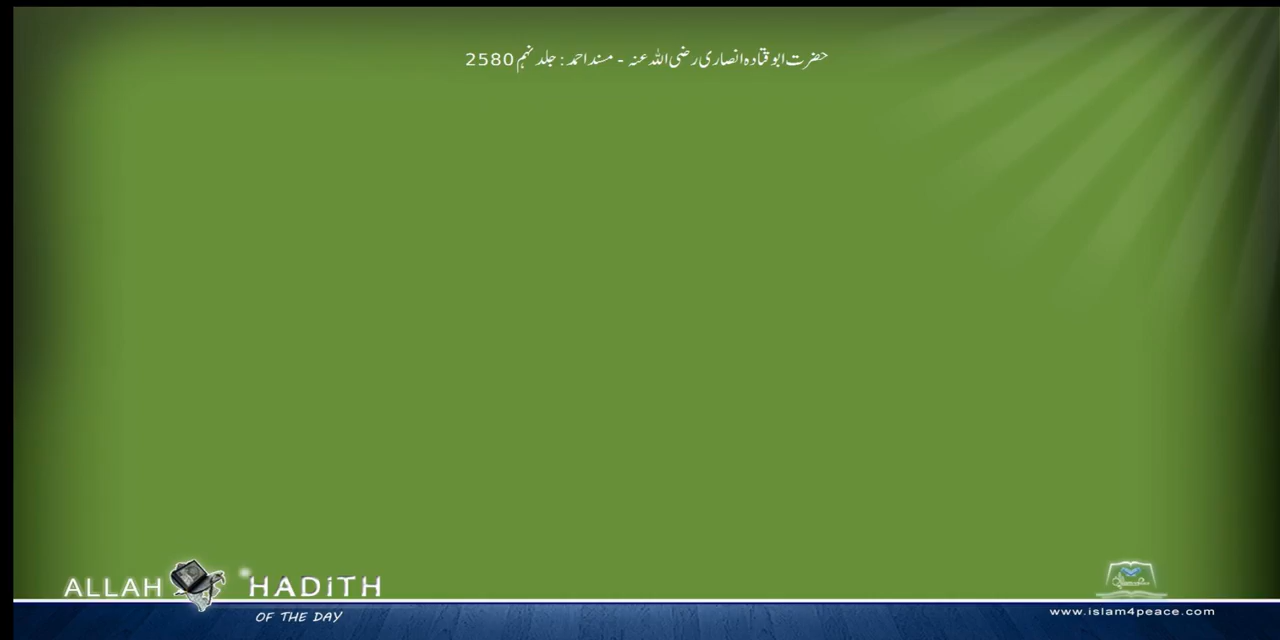 حضرت ابو قتادہ انصاری رضی اللہ عنہ - مسند احمد : جلد نہم 2580
ALLAH HADITH
OF THE DAY
www.islam4peace.com